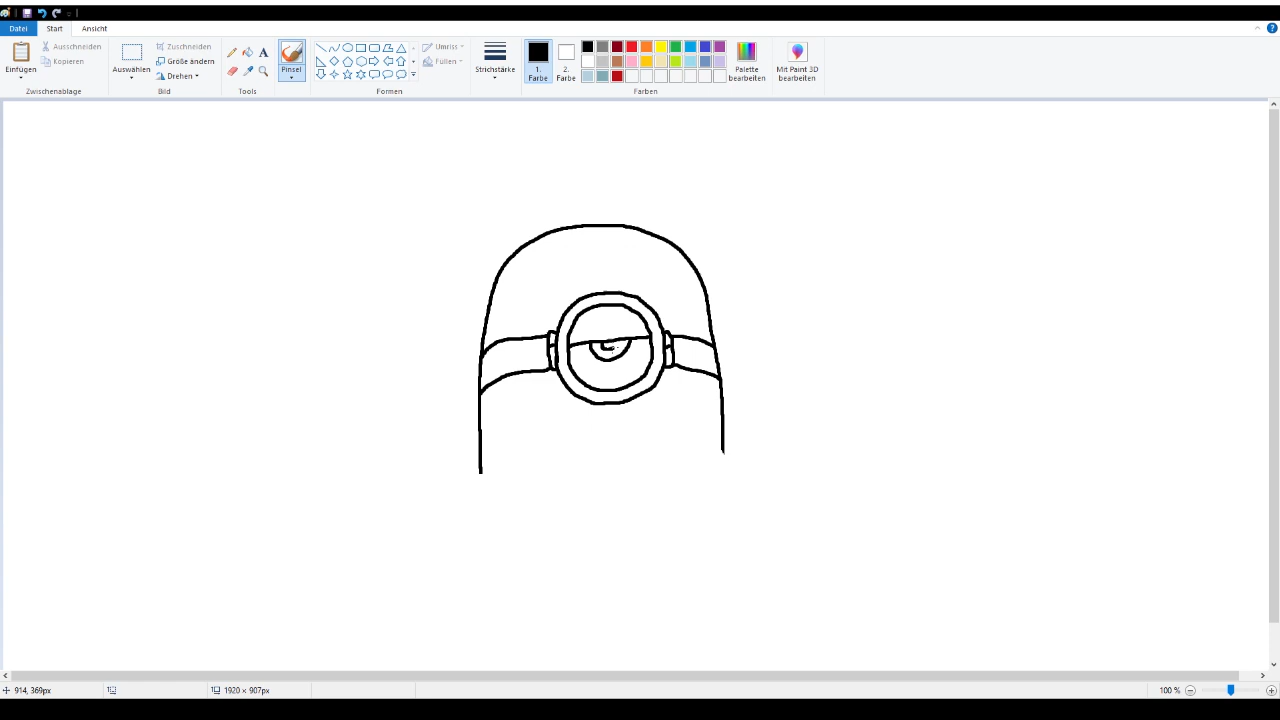 Datei Start Ansicht
Einfügen
Ausschneiden
Kopieren
Zwischenablage
Auswählen
Zuschneiden
Größe ändern
Drehen
Bild
A
Tools
Pinsel
Umriss
Füllen
Formen
Strichstärke
1.
Farbe
2.
Farbe
Palette
bearbeiten
Farben
Mit Paint 3D
bearbeiten
914, 369px 1920 × 907px 100 %